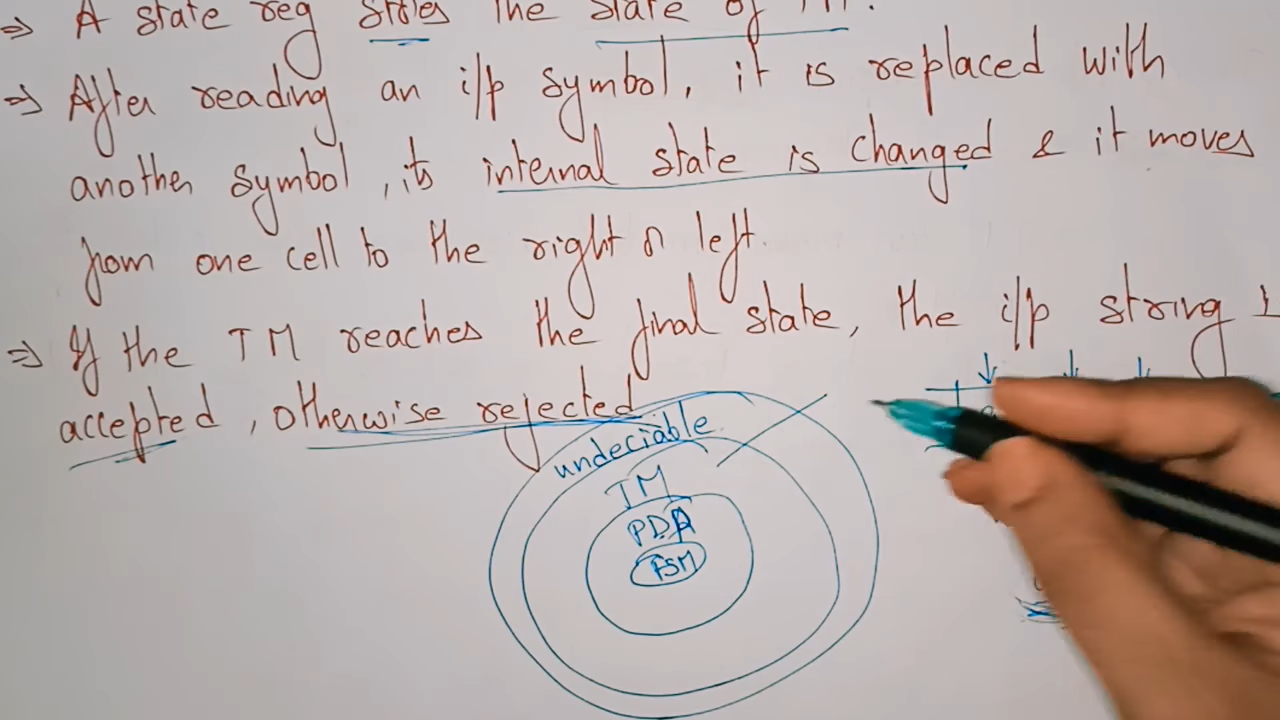 ⇒ A state reg stores the state of TM.
⇒ After reading an i/p symbol, it is replaced with
another symbol, its internal state is changed & it moves
from one cell to the right or left.
⇒ If the TM reaches the final state, the i/p string
accepted, otherwise rejected
undeciable
TM
PDA
FSM